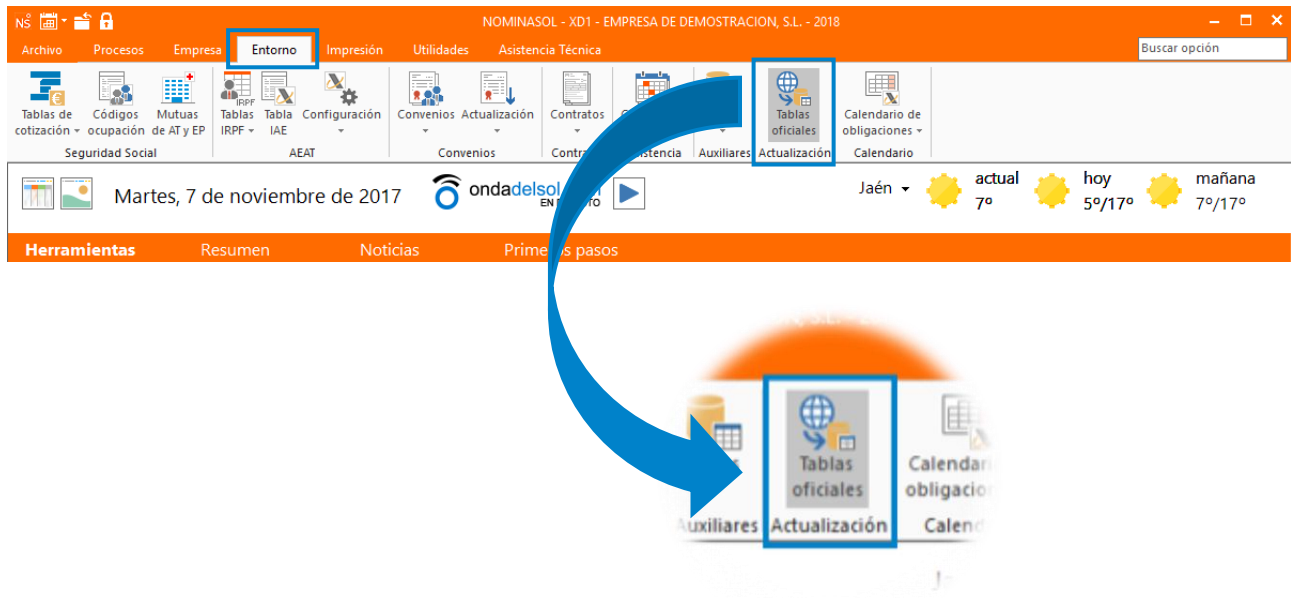 NS NOMINASOL - XD1 - EMPRESA DE DEMOSTRACION, S.L. - 2018
Archivo Procesos Empresa Entorno Impresión Utilidades Asistencia Técnica Buscar opción
IRPF
Tablas de Códigos Mutuas Tablas Tabla Configuración Convenios Actualización Contratos Tablas Calendario de
cotización ocupación de AT y EP IRPF IAE oficiales obligaciones
Seguridad Social AEAT Convenios Auxiliares Actualización Calendario
Martes, 7 de noviembre de 2017
EN
Jaén actual hoy mañana
7º 5º/17º 7º/17º
Herramientas Resumen Noticias
pasos
Tablas
oficiales
Auxiliares Actualización